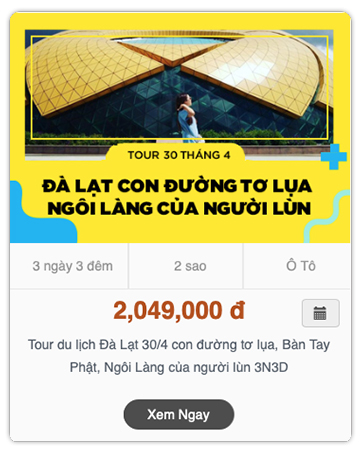 TOUR 30 THÁNG 4
ĐÀ LẠT CON ĐƯỜNG TƠ LỤA
NGÔI LÀNG CỦA NGƯỜI LÙN
3 ngày 3 đêm
2 sao
Ô Tô
2,049,000 đ
Tour du lịch Đà Lạt 30/4 con đường tơ lụa, Bàn Tay
Phật, Ngôi Làng của người lùn 3N3D
Xem Ngay